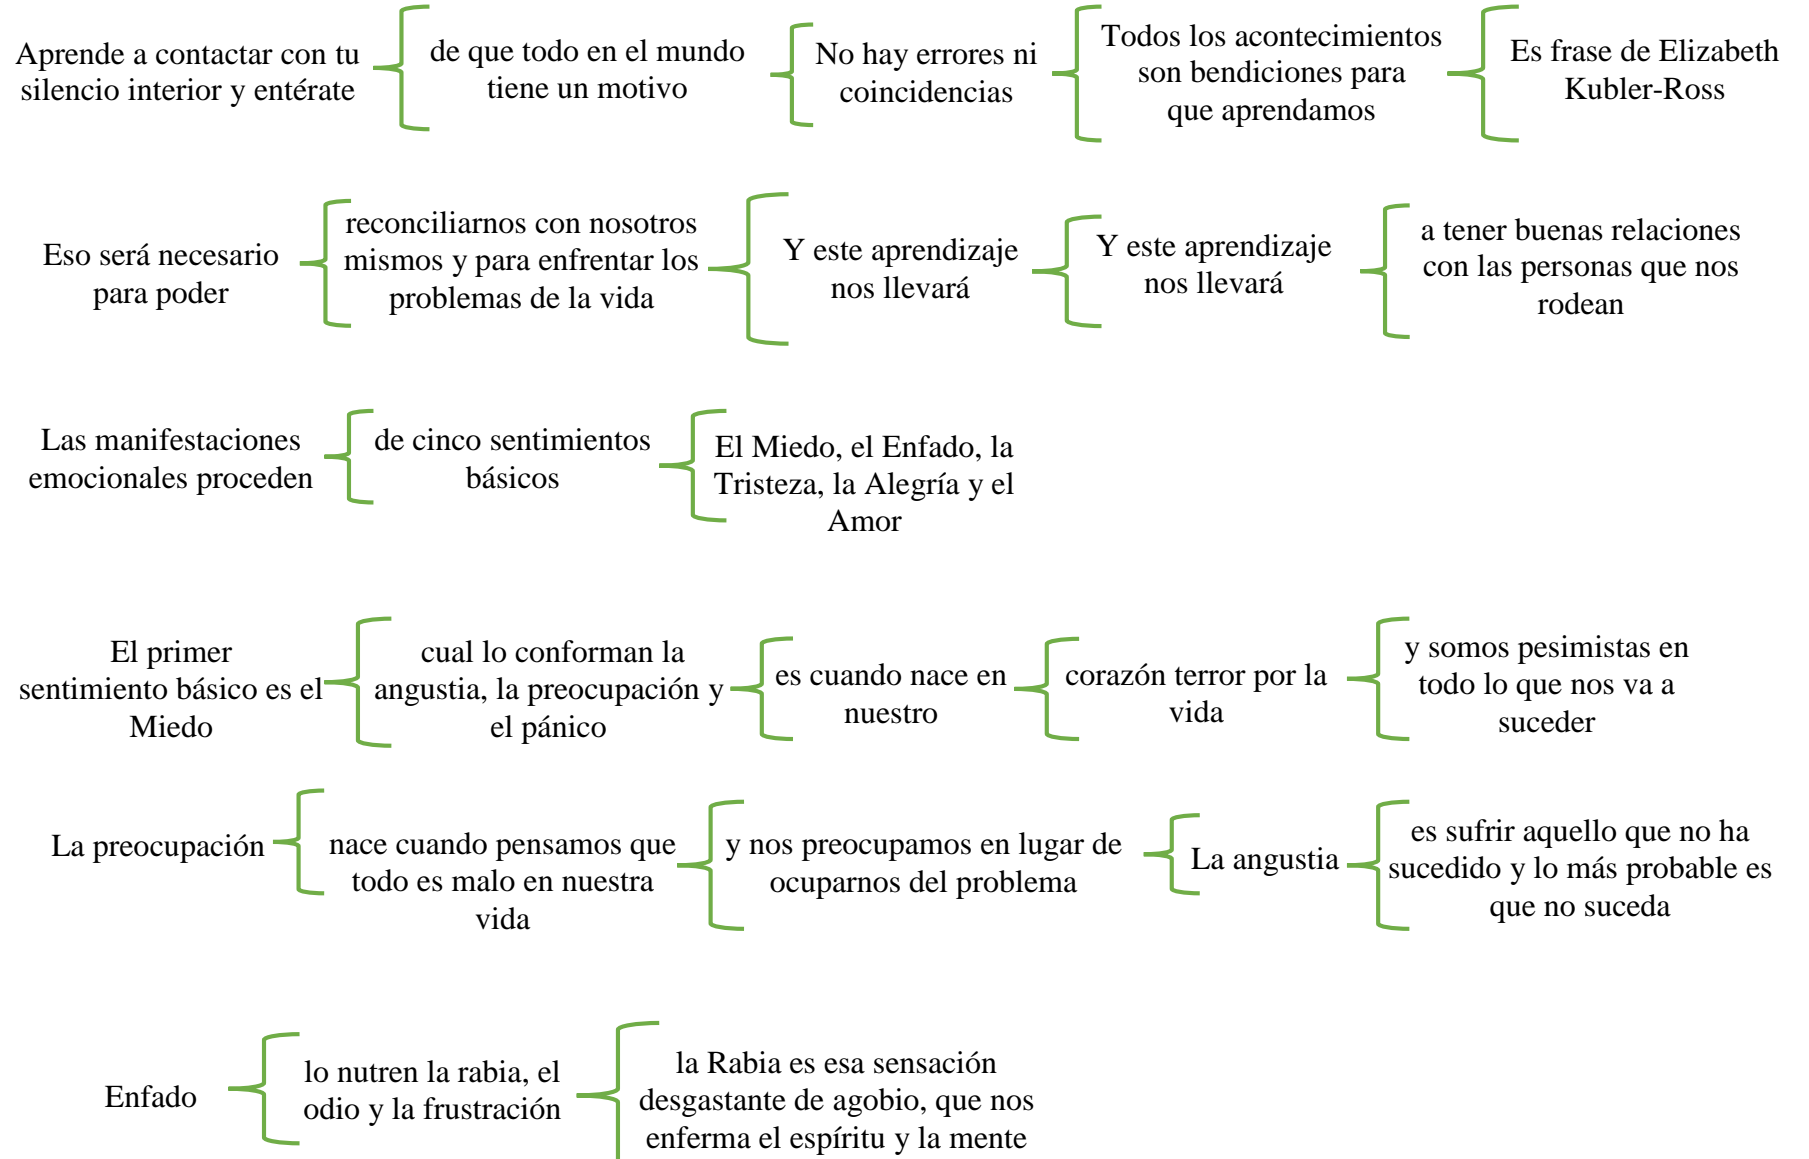 Aprende a contactar con tu
silencio interior y entérate
de que todo en el mundo
tiene un motivo
No hay errores ni
coincidencias
Todos los acontecimientos
son bendiciones para
que aprendamos
Es frase de Elizabeth
Kubler-Ross
Eso será necesario
para poder
reconciliarnos con nosotros
mismos y para enfrentar los
problemas de la vida
Y este aprendizaje
nos llevará
Y este aprendizaje
nos llevará
a tener buenas relaciones
con las personas que nos
rodean
Las manifestaciones
emocionales proceden
de cinco sentimientos
básicos
El Miedo, el Enfado, la
Tristeza, la Alegría y el
Amor
El primer
sentimiento básico es el
Miedo
cual lo conforman la
angustia, la preocupación y
el pánico
es cuando nace en
nuestro
corazón terror por la
vida
y somos pesimistas en
todo lo que nos va a
suceder
La preocupación
nace cuando pensamos que
todo es malo en nuestra
vida
y nos preocupamos en lugar de
ocuparnos del problema
La angustia
es sufrir aquello que no ha
sucedido y lo más probable es
que no suceda
Enfado
lo nutren la rabia, el
odio y la frustración
la Rabia es esa sensación
desgastante de agobio, que nos
enferma el espíritu y la mente